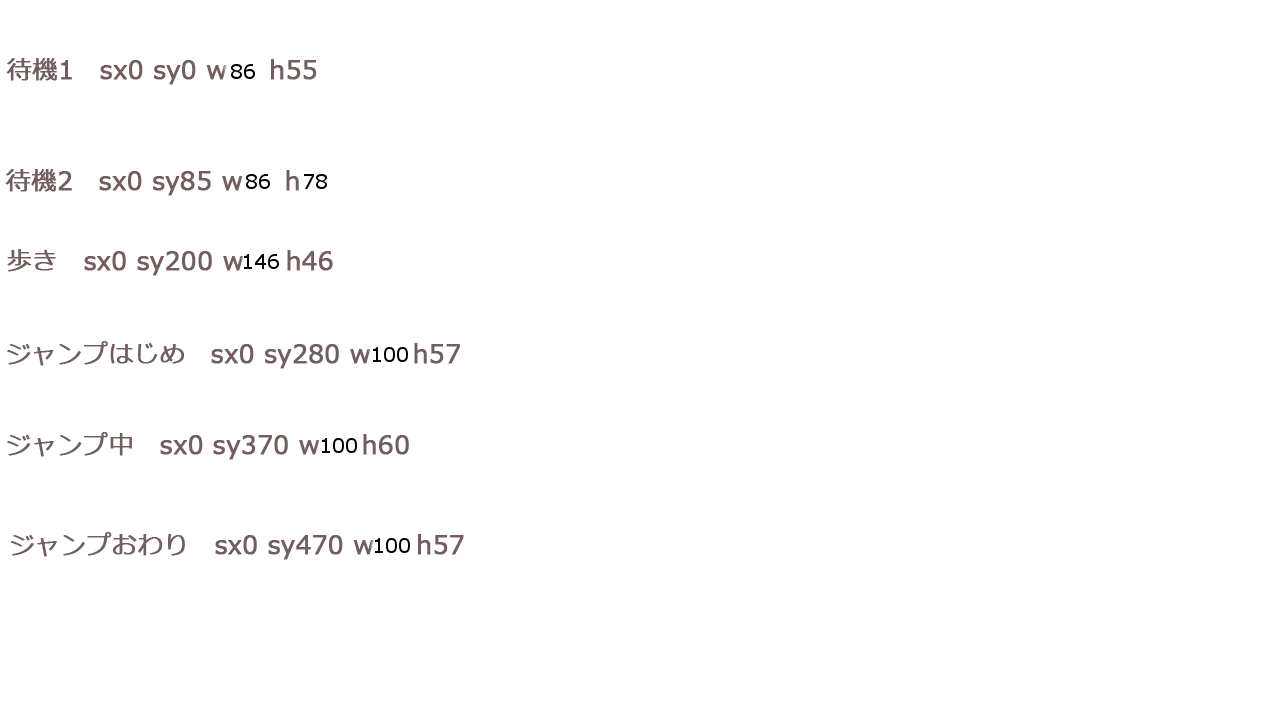 待機1　sx0 sy0 w86 h55
待機2　sx0 sy85 w86 h78
歩き　sx0 sy200 w146 h46
ジャンプはじめ　sx0 sy280 w100 h57
ジャンプ中　sx0 sy370 w100 h60
ジャンプおわり　sx0 sy470 w100 h57